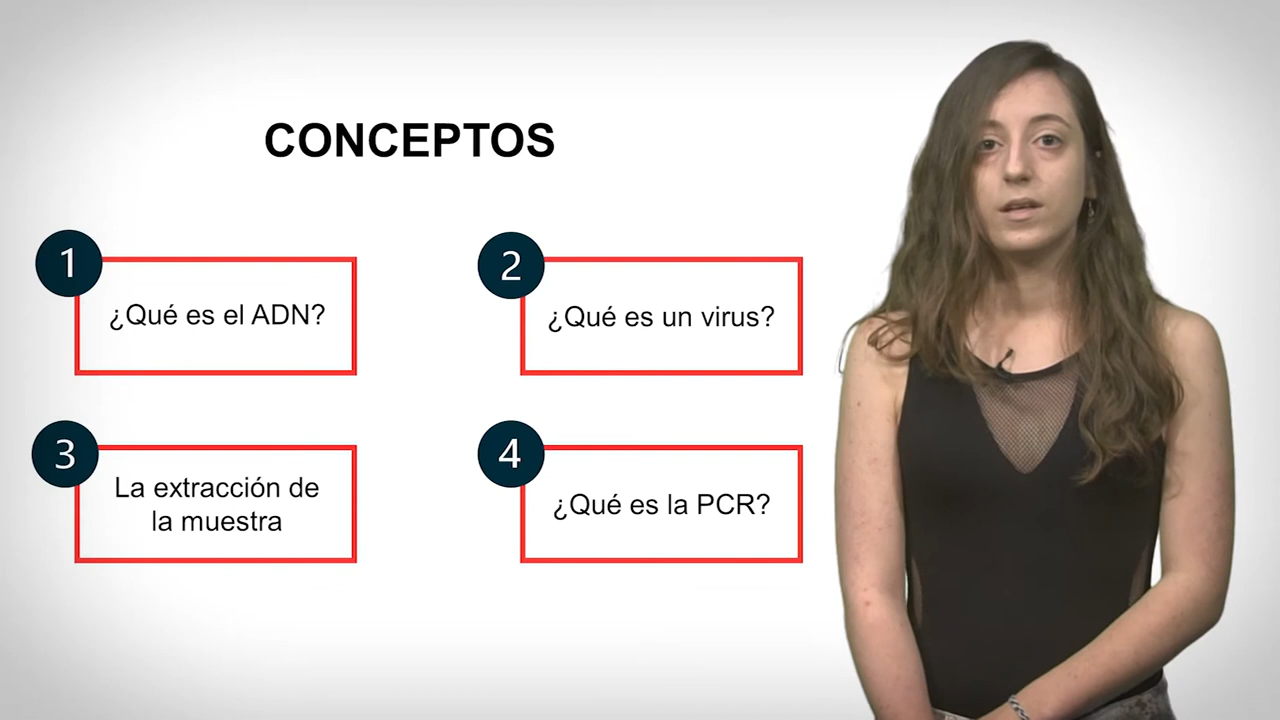 CONCEPTOS
1
¿Qué es el ADN?
2
¿Qué es un virus?
3
La extracción de
la muestra
4
¿Qué es la PCR?